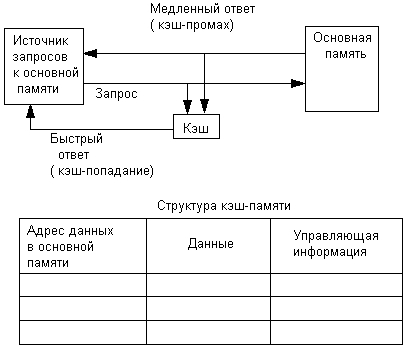 Медленный ответ
( кэш-промах)
Источник
запросов
к основной
памяти
Основная
память
Запрос
Кэш
Быстрый
ответ
( кэш-попадание)
Структура кэш-памяти
Адрес данных
в основной
памяти
Данные
Управляющая
информация